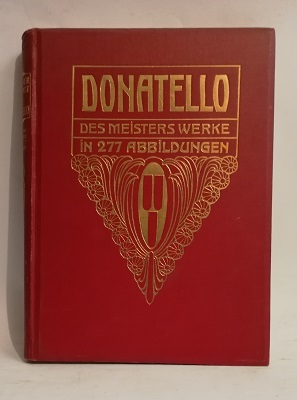 DONATELLO
DES MEISTERS WERKE
IN 277 ABBILDUNGEN